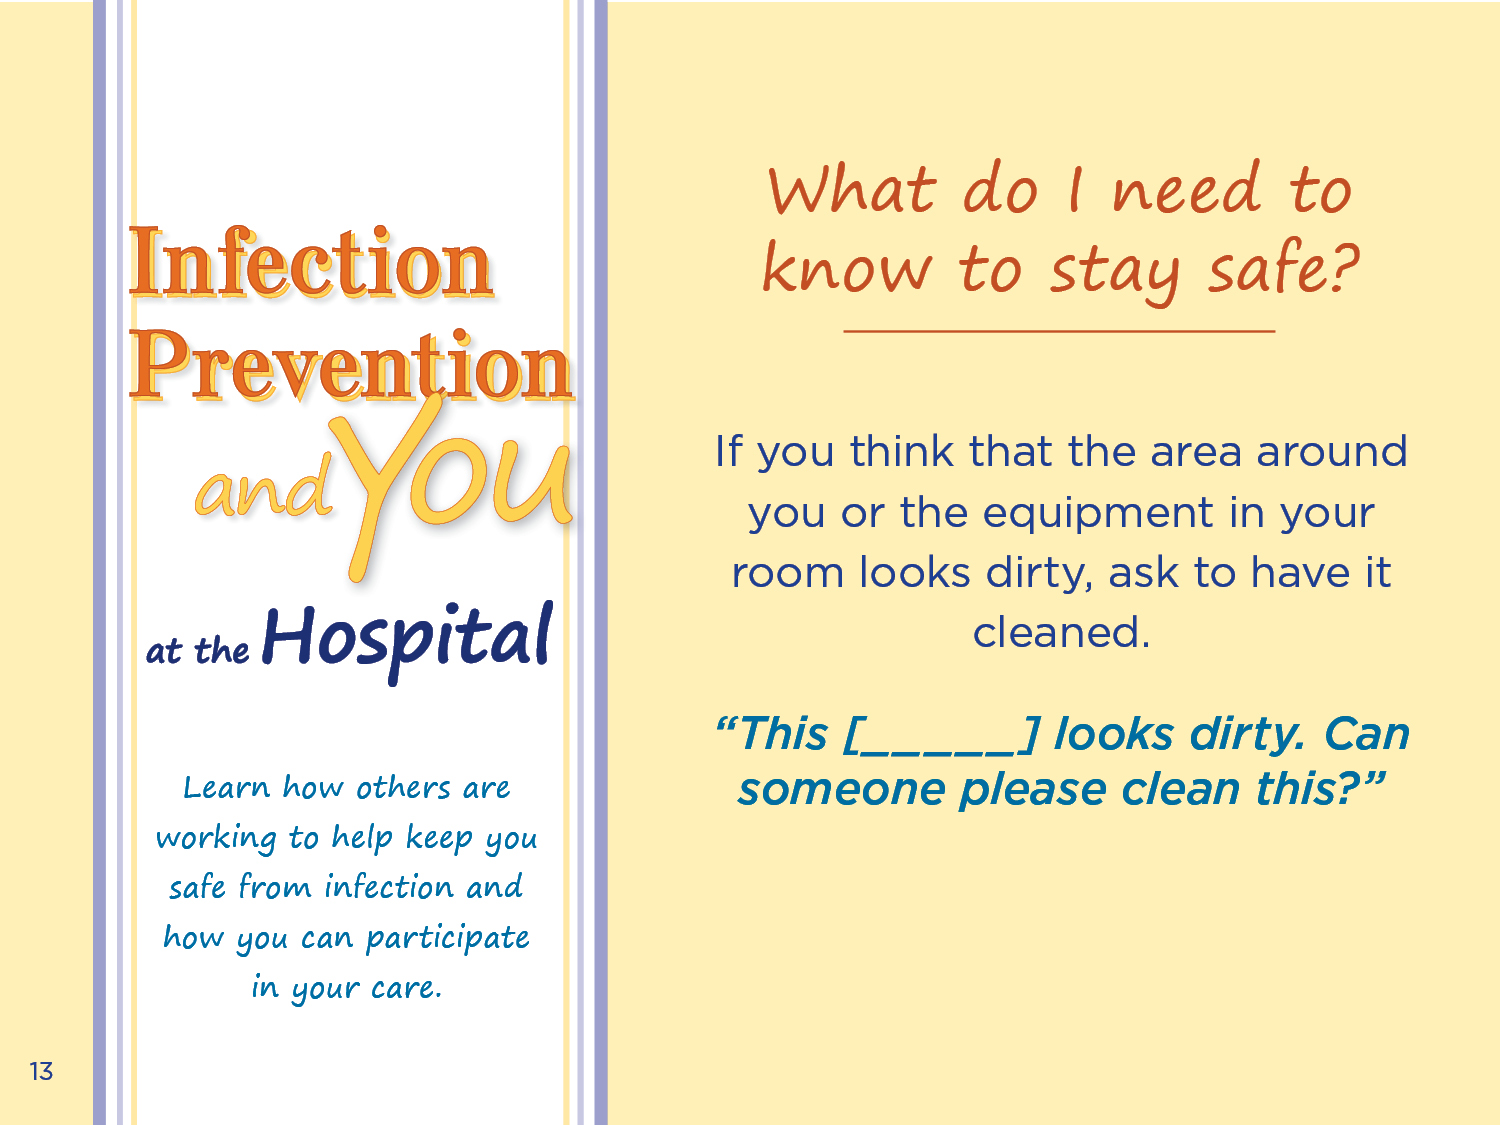 Infection
Prevention
and You
at the Hospital
Learn how others are
working to help keep you
safe from infection and
how you can participate
in your care.
13
What do I need to
know to stay safe?
If you think that the area around
you or the equipment in your
room looks dirty, ask to have it
cleaned.
“This [_____] looks dirty. Can
someone please clean this?”